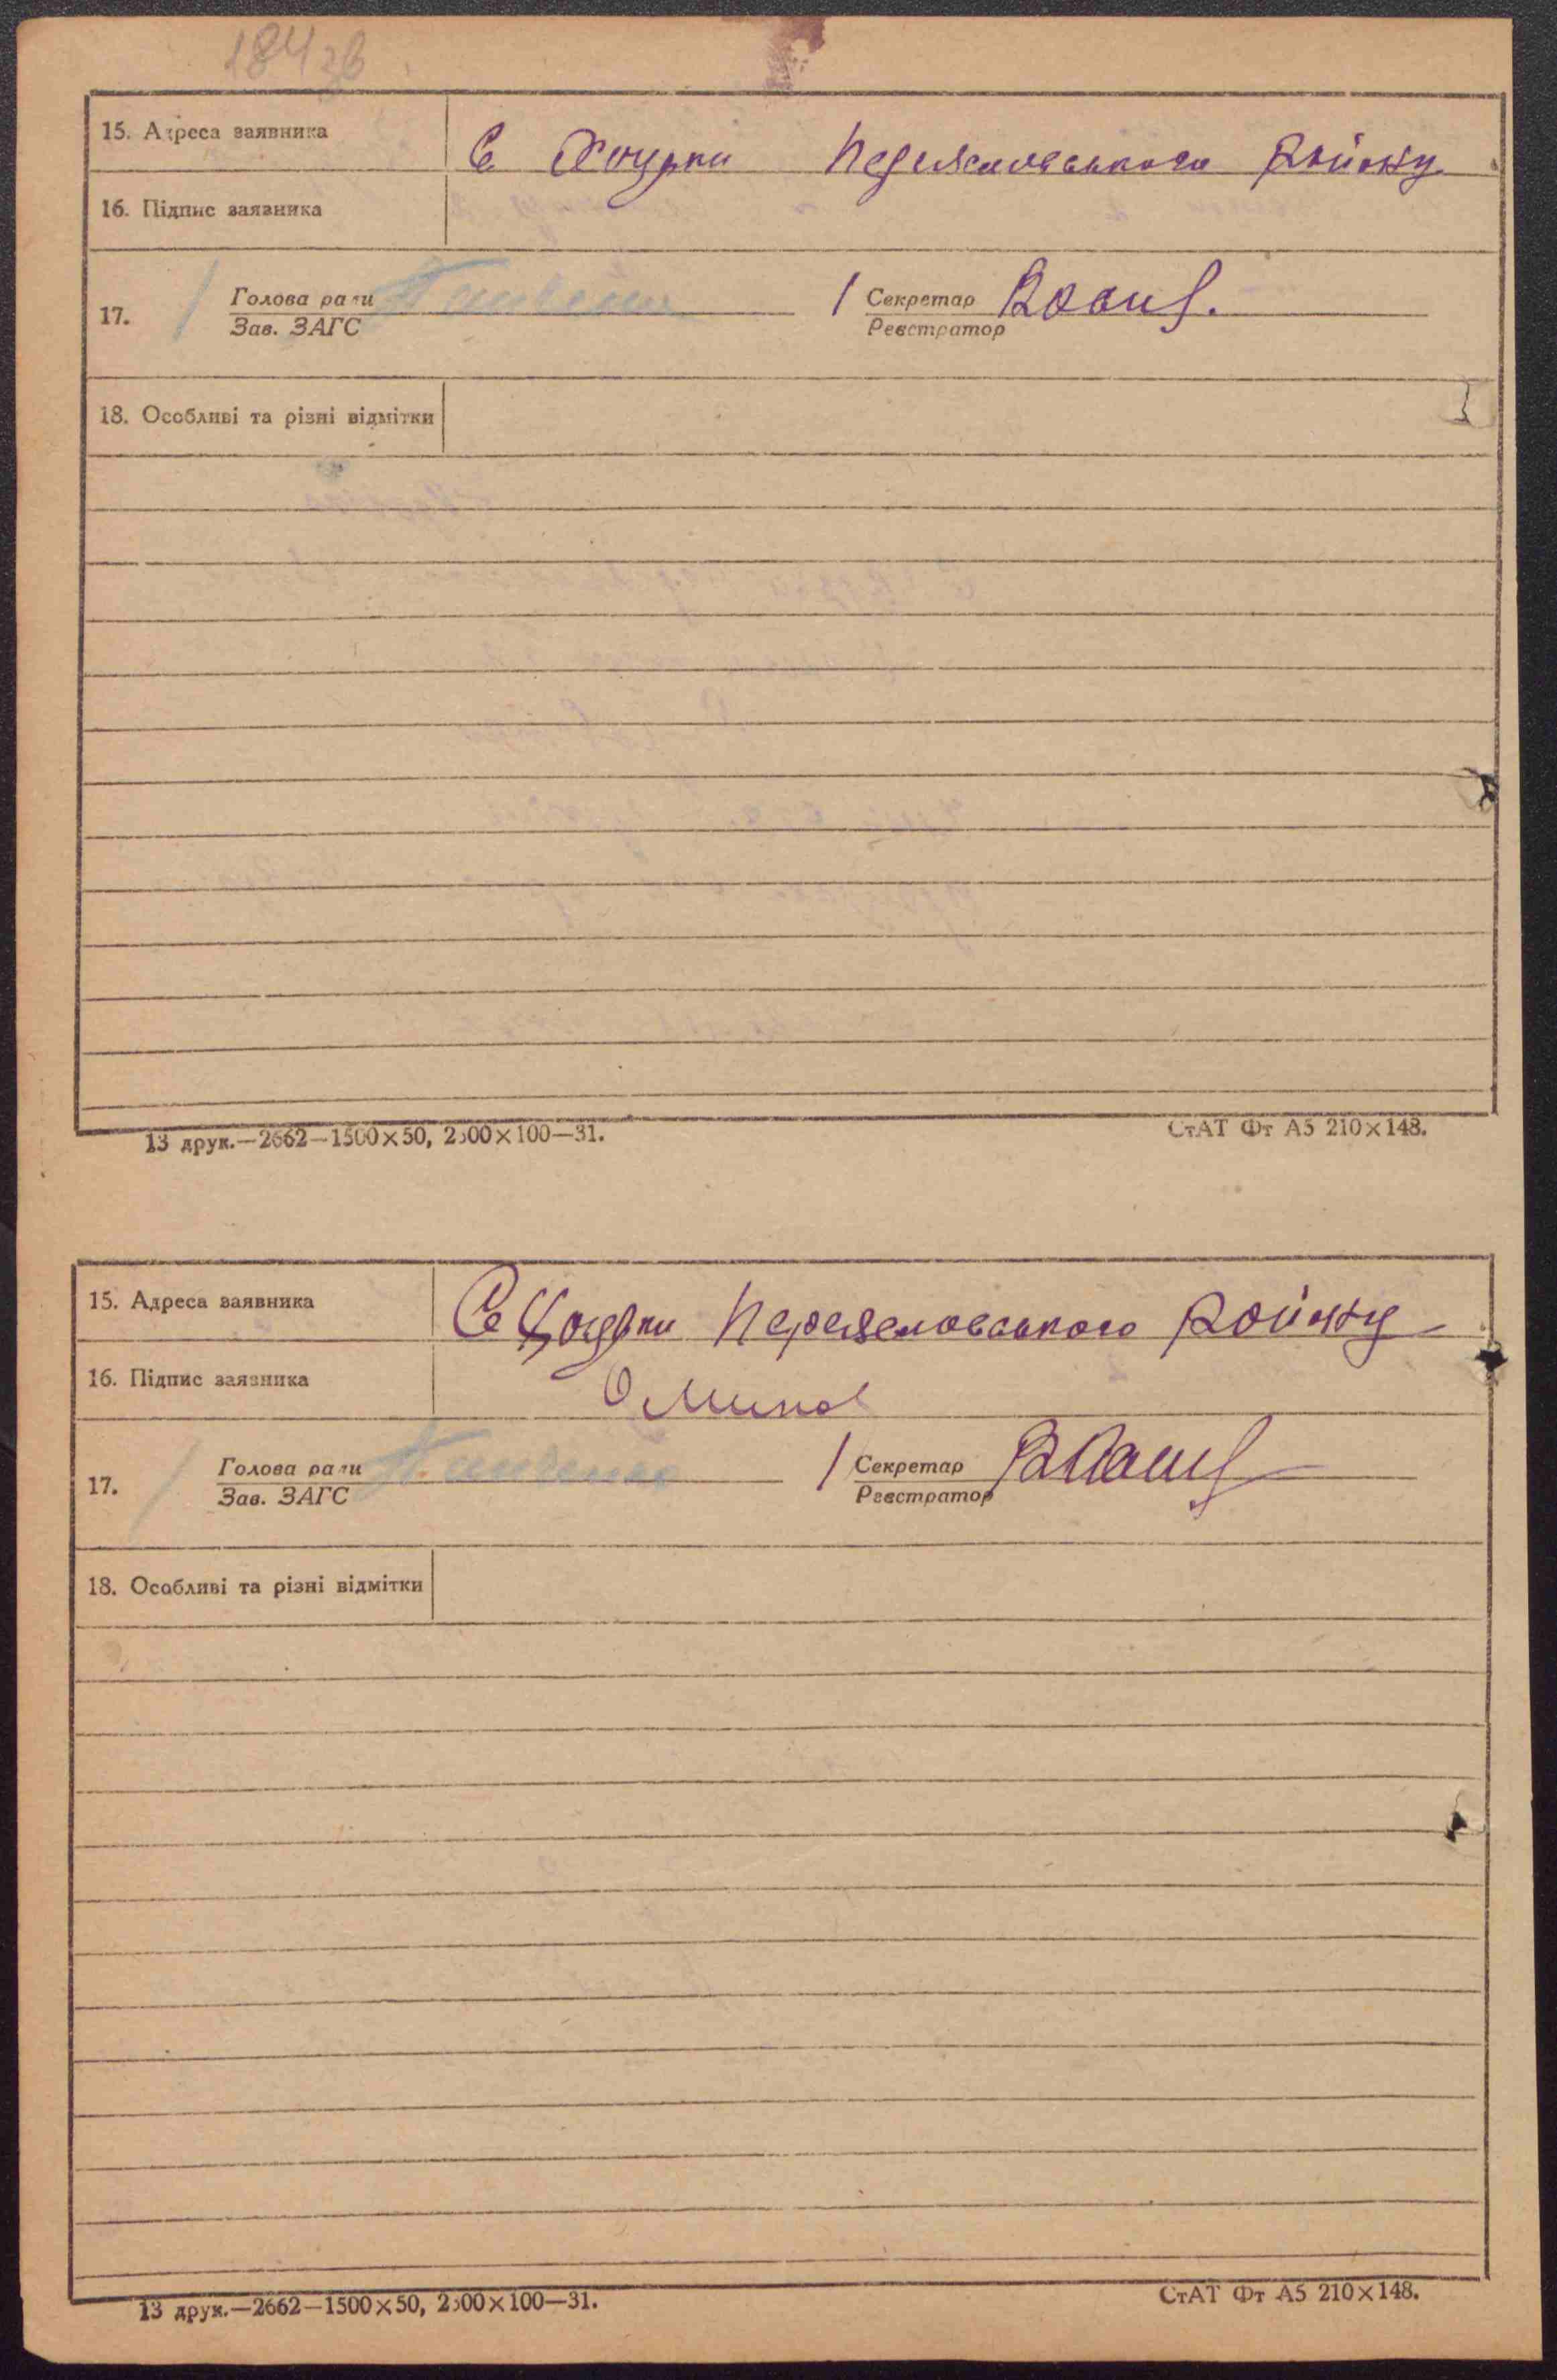 184 зв
15. Адреса заявника
С Хоцьки Переяславського Району
16. Підпис заявника
17. Голова ради Секретар
Зав. ЗАГС Реєстратор
18. Особливі та різні відмітки
13 друк.—2662—1500×50, 2500×100—31. СтАТ Фт А5 210×148.
15. Адреса заявника
С Хоцьки Переяславського Району
16. Підпис заявника
17. Голова ради Секретар
Зав. ЗАГС Реєстратор
18. Особливі та різні відмітки
13 друк.—2662—1500×50, 2500×100—31. СтАТ Фт А5 210×148.